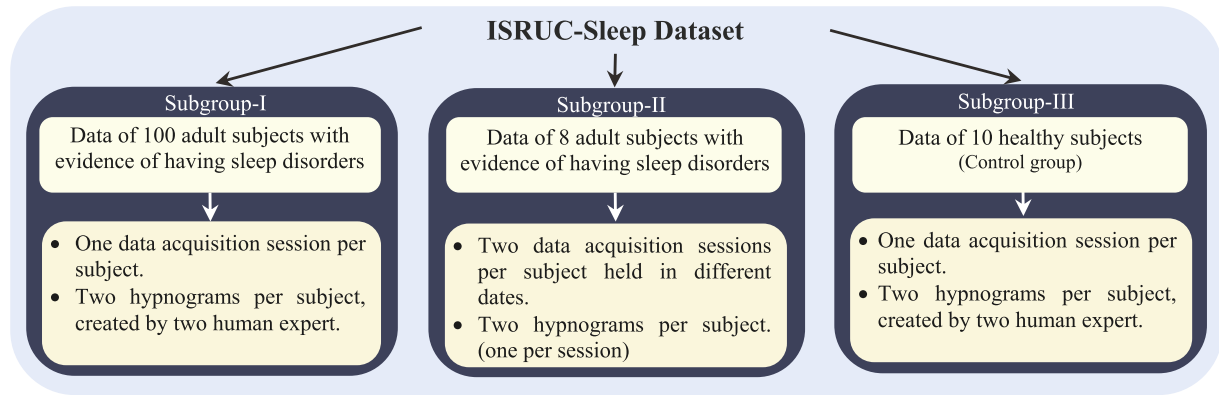 ISRUC-Sleep Dataset
Subgroup-I
Data of 100 adult subjects with
evidence of having sleep disorders
• One data acquisition session per
subject.
• Two hypnograms per subject,
created by two human expert.
Subgroup-II
Data of 8 adult subjects with
evidence of having sleep disorders
• Two data acquisition sessions
per subject held in different
dates.
• Two hypnograms per subject.
(one per session)
Subgroup-III
Data of 10 healthy subjects
(Control group)
• One data acquisition session per
subject.
• Two hypnograms per subject,
created by two human expert.